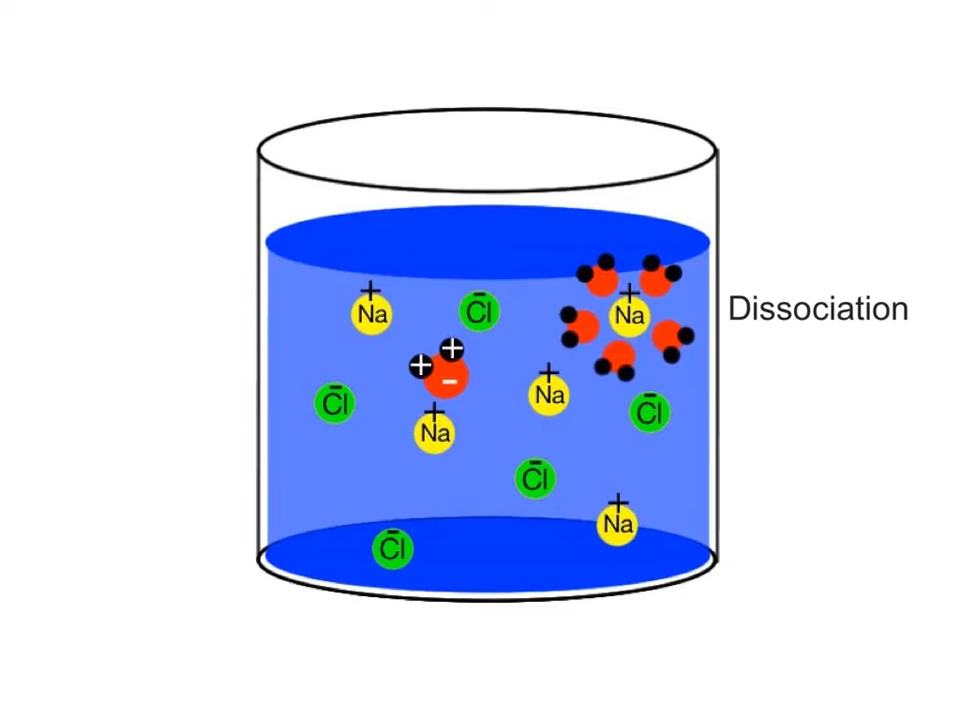 +
Na
-
Cl
+
Na
Dissociation
+
+
-
-
Cl
+
Na
+
Na
-
Cl
-
Cl
+
Na
-
Cl